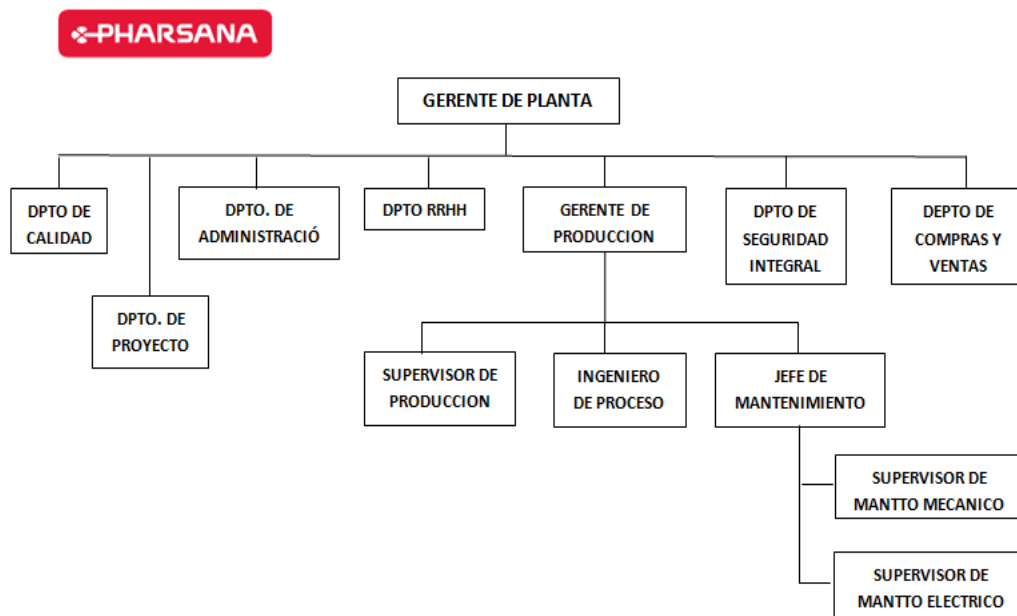 PHARSANA
GERENTE DE PLANTA
DPTO DE
CALIDAD
DPTO. DE
ADMINISTRACIÓ
DPTO RRHH
GERENTE DE
PRODUCCION
DPTO DE
SEGURIDAD
INTEGRAL
DEPTO DE
COMPRAS Y
VENTAS
DPTO. DE
PROYECTO
SUPERVISOR DE
PRODUCCION
INGENIERO
DE PROCESO
JEFE DE
MANTENIMIENTO
SUPERVISOR DE
MANTTO MECANICO
SUPERVISOR DE
MANTTO ELECTRICO